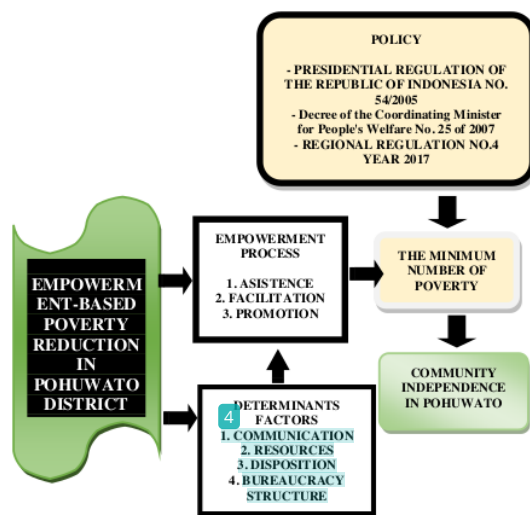 POLICY
- PRESIDENTIAL REGULATION OF
THE REPUBLIC OF INDONESIA NO.
54/2005
- Decree of the Coordinating Minister
for People's Welfare No. 25 of 2007
- REGIONAL REGULATION NO.4
YEAR 2017
EMPOWERMENT
PROCESS
1. ASISTENCE
2. FACILITATION
3. PROMOTION
THE MINIMUM
NUMBER OF
POVERTY
EMPOWERM
ENT-BASED
POVERTY
REDUCTION
IN
POHUWATO
DISTRICT
COMMUNITY
INDEPENDENCE
IN POHUWATO
4
DETERMINANTS
FACTORS
1. COMMUNICATION
2. RESOURCES
3. DISPOSITION
4. BUREAUCRACY
STRUCTURE